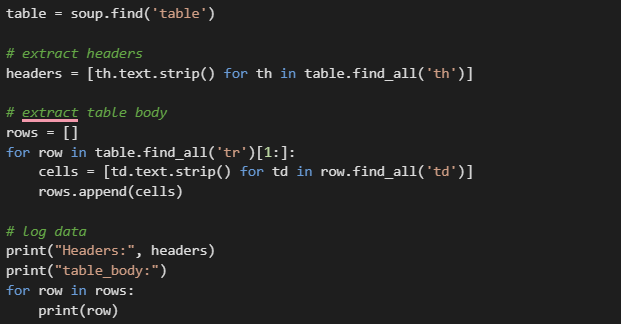 table = soup.find('table')
# extract headers
headers = [th.text.strip() for th in table.find_all('th')]
# extract table body
rows = []
for row in table.find_all('tr')[1:]:
    cells = [td.text.strip() for td in row.find_all('td')]
    rows.append(cells)
# log data
print("Headers:", headers)
print("table_body:")
for row in rows:
    print(row)